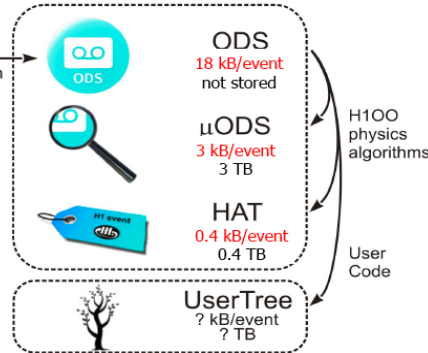 ODS
18 kB/event
not stored
ODS
μODS
3 kB/event
3 TB
H1OO
physics
algorithms
H1 event
HAT
0.4 kB/event
0.4 TB
User
Code
UserTree
? kB/event
? TB